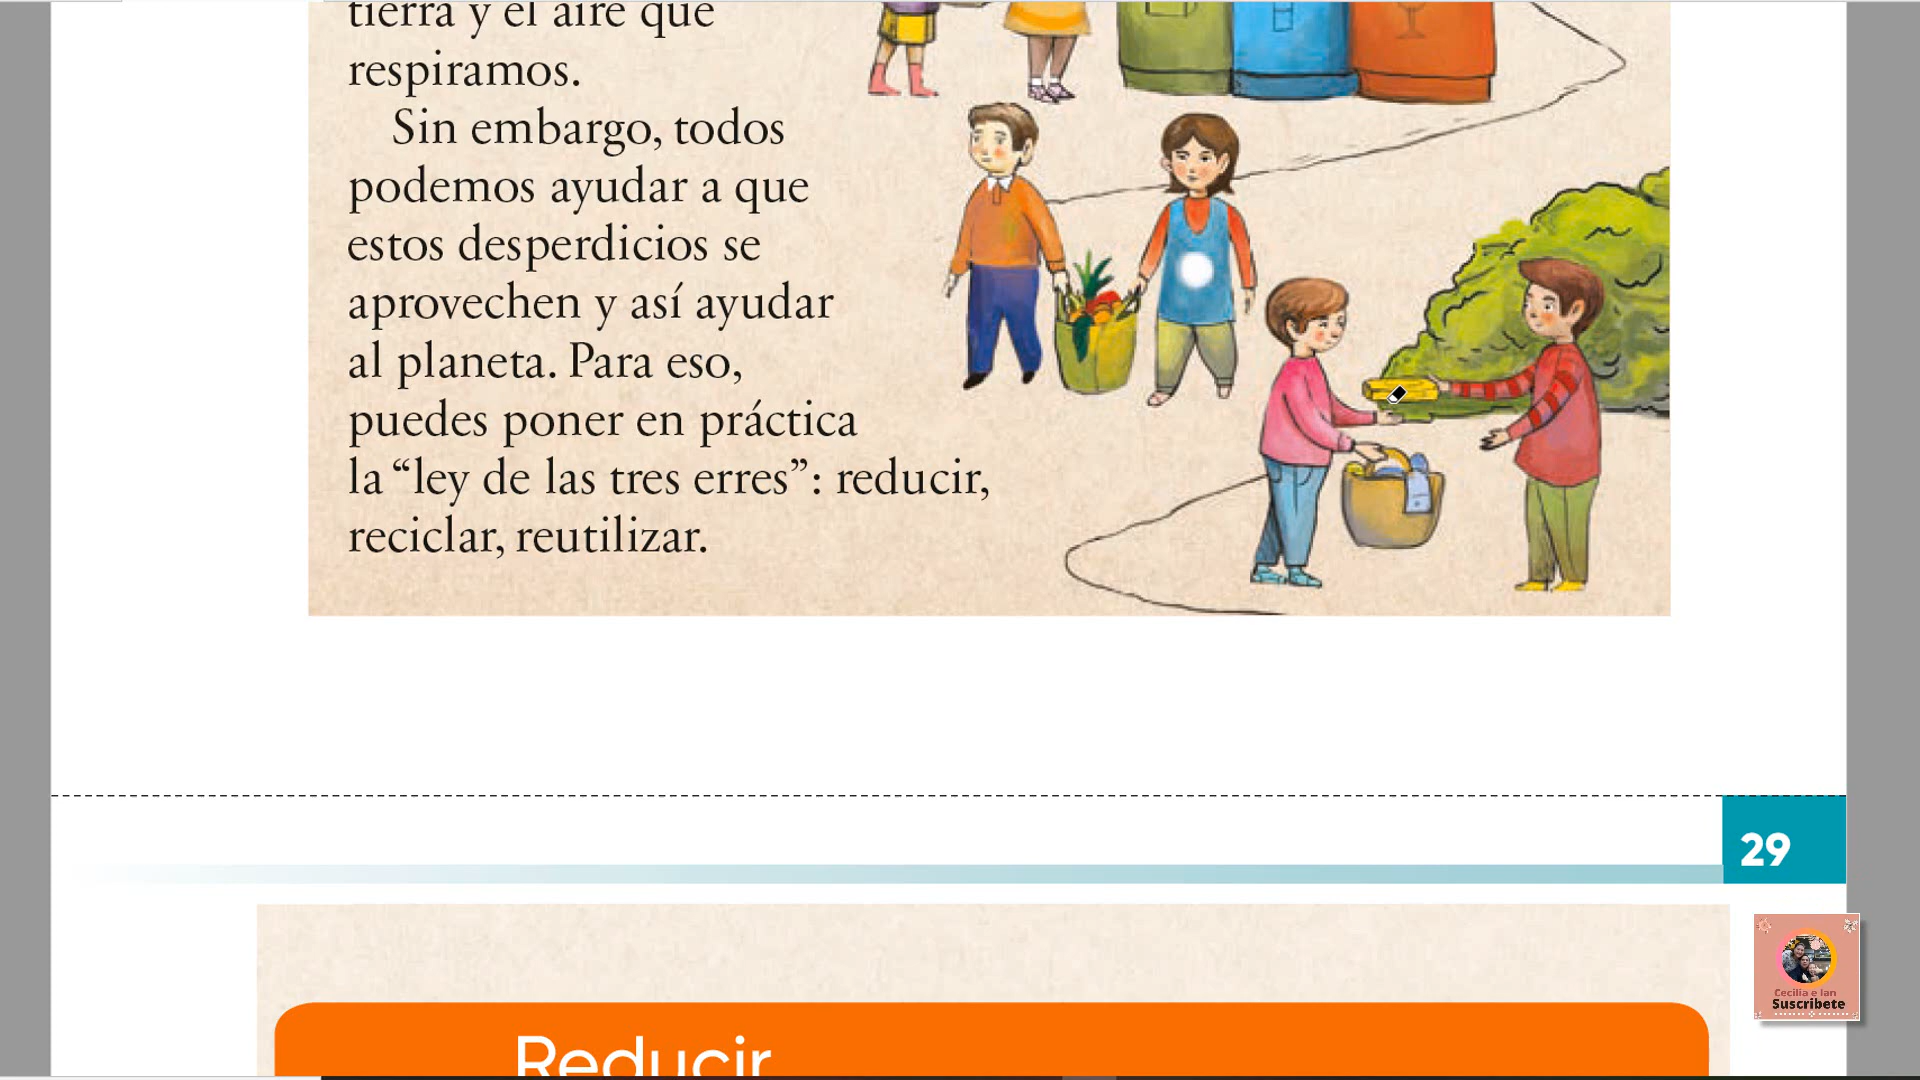 tierra y el aire que
respiramos.
Sin embargo, todos
podemos ayudar a que
estos desperdicios se
aprovechen y así ayudar
al planeta. Para eso,
puedes poner en práctica
la “ley de las tres erres”: reducir,
reciclar, reutilizar.
29
Cecilia e Ian
Suscribete
Reducir